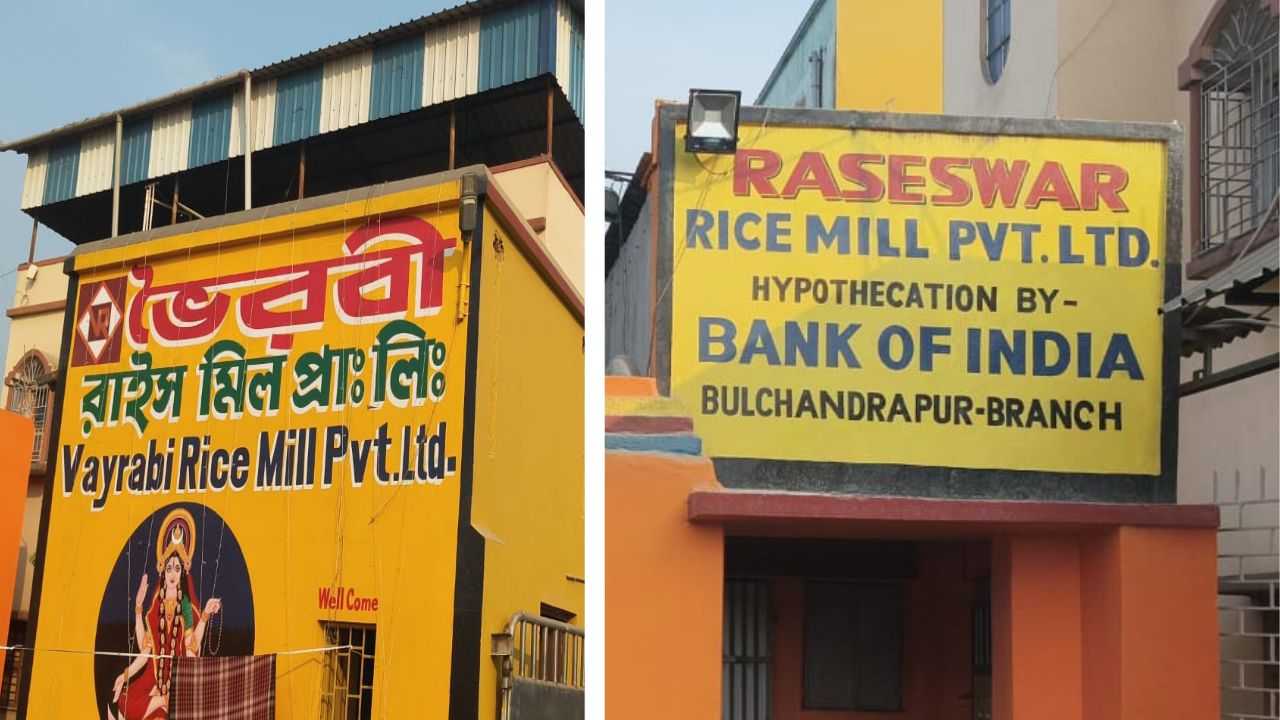 VR
ভৈরবী
রাইস মিল প্রাঃ লিঃ
Vayrabi Rice Mill Pvt.Ltd.
Well Come
RASESWAR
RICE MILL PVT.LTD.
HYPOTHECATION BY-
BANK OF INDIA
BULCHANDRAPUR-BRANCH